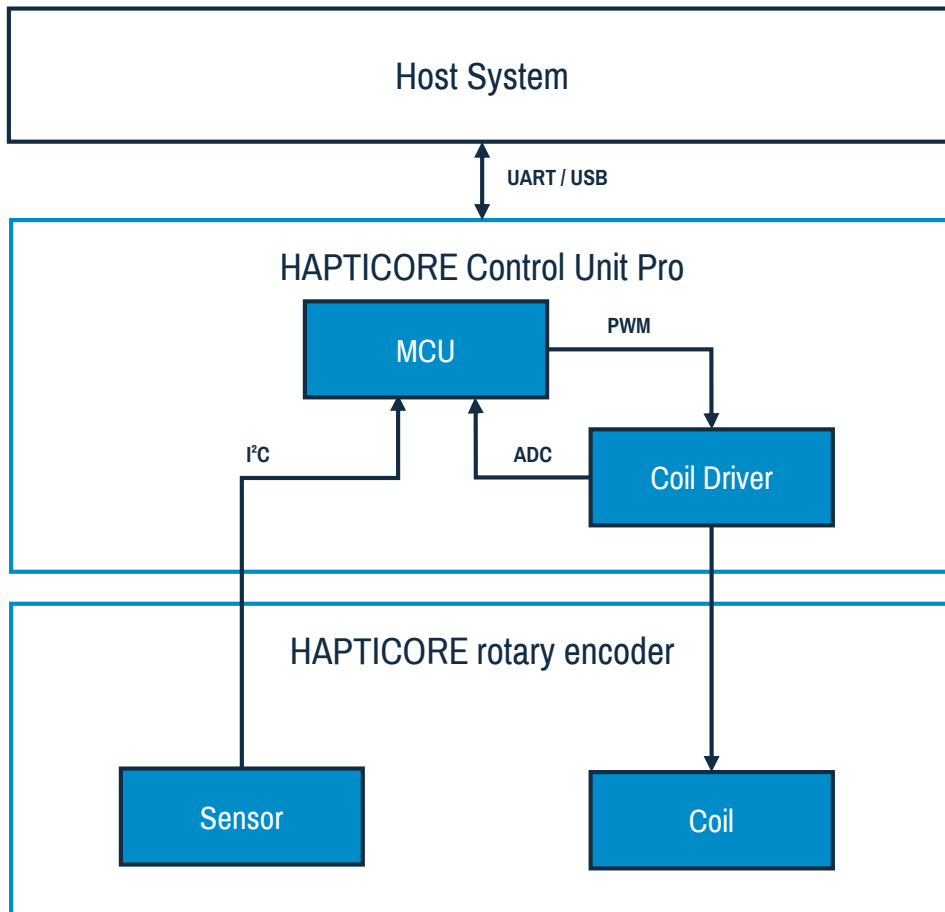 Host System
UART / USB
HAPTICORE Control Unit Pro
MCU
PWM
I²C
ADC
Coil Driver
HAPTICORE rotary encoder
Sensor
Coil